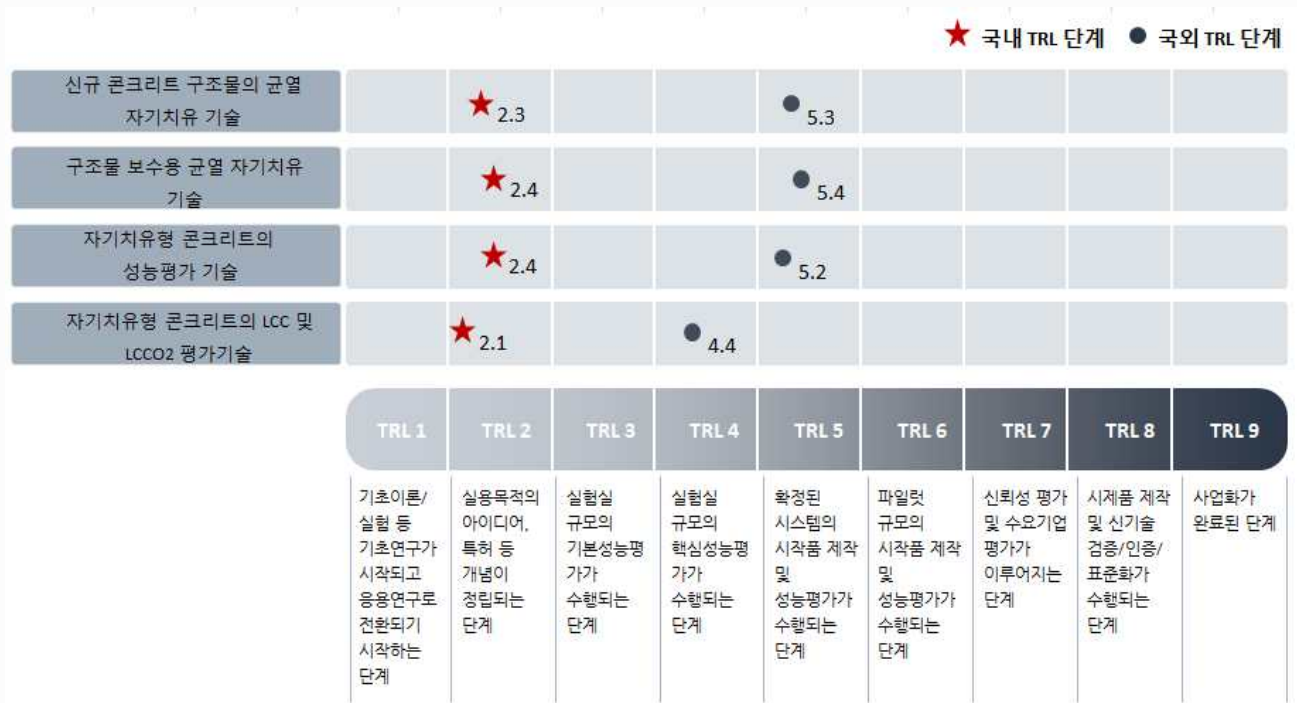 ★ 국내 TRL 단계 ● 국외 TRL 단계
신규 콘크리트 구조물의 균열
자기치유 기술
2.3
5.3
구조물 보수용 균열 자기치유
기술
2.4
5.4
자기치유형 콘크리트의
성능평가 기술
2.4
5.2
자기치유형 콘크리트의 LCC 및
LCCO2 평가기술
2.1
4.4
TRL 1
TRL 2
TRL 3
TRL 4
TRL 5
TRL 6
TRL 7
TRL 8
TRL 9
기초이론/
실험 등
기초연구가
시작되고
응용연구로
전환되기
시작하는
단계
실용목적의
아이디어,
특허 등
개념이
정립되는
단계
실험실
규모의
기본성능평
가가
수행되는
단계
실험실
규모의
핵심성능평
가가
수행되는
단계
확정된
시스템의
시작품 제작
및
성능평가가
수행되는
단계
파일럿
규모의
시작품 제작
및
성능평가가
수행되는
단계
신뢰성 평가
및 수요기업
평가가
이루어지는
단계
시제품 제작
및 신기술
검증/인증/
표준화가
수행되는
단계
사업화가
완료된 단계